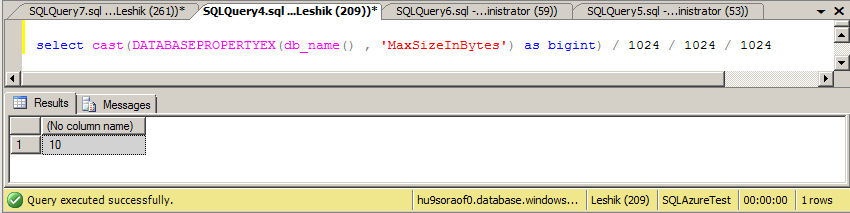 SQLQuery7.sql ...Leshik (261))* SQLQuery4.sql ...Leshik (209))* SQLQuery6.sql -...inistrator (59)) SQLQuery5.sql -...inistrator (53))
select cast(DATABASEPROPERTYEX(db_name() , 'MaxSizeInBytes') as bigint) / 1024 / 1024 / 1024
Results Messages
(No column name)
1 10
Query executed successfully. hu9soraof0.database.windows... Leshik (209) SQLAzureTest 00:00:00 1 rows